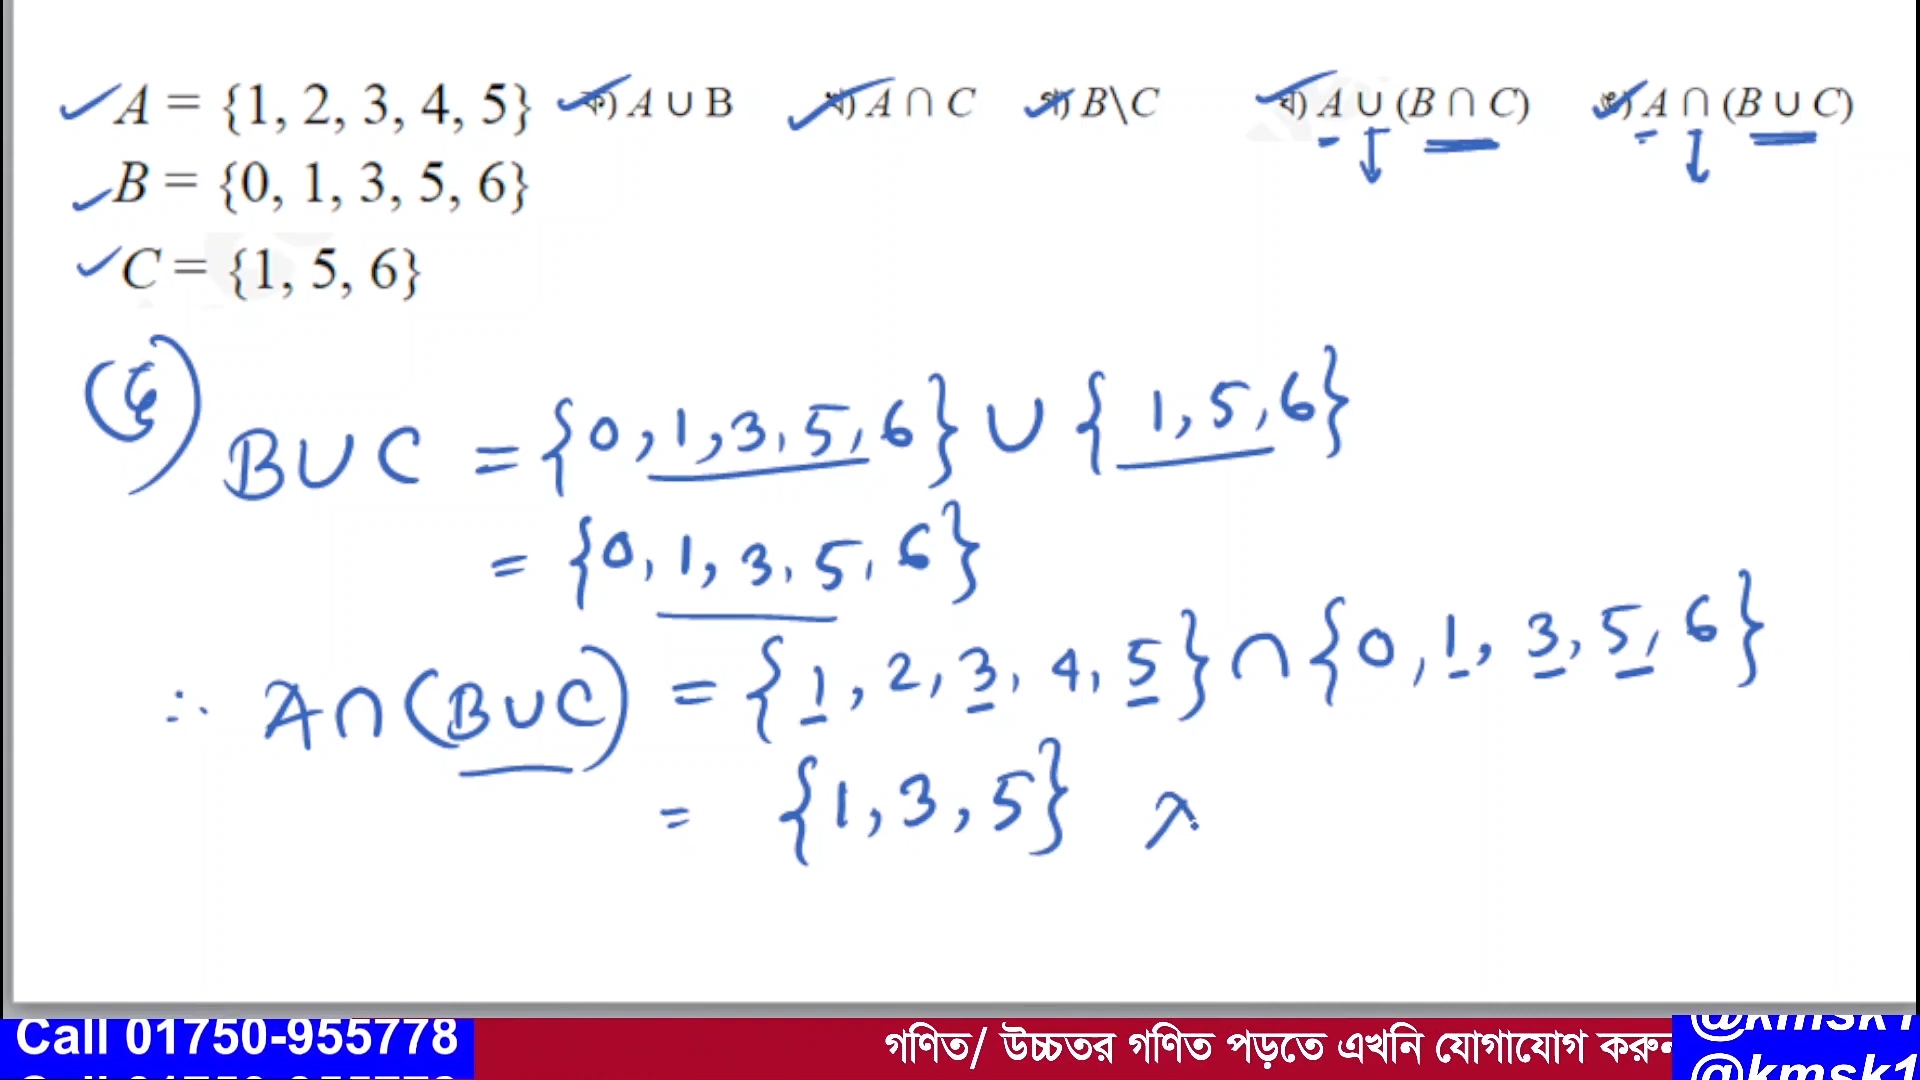 A = {1, 2, 3, 4, 5} ক) A ∪ B খ) A ∩ C গ) B\C ঘ) A ∪ (B ∩ C) ঙ) A ∩ (B ∪ C)
B = {0, 1, 3, 5, 6}
C = {1, 5, 6}
(ঙ) B∪C = {0, 1, 3, 5, 6} ∪ {1, 5, 6}
= {0, 1, 3, 5, 6}
∴ A∩(B∪C) = {1, 2, 3, 4, 5} ∩ {0, 1, 3, 5, 6}
= {1, 3, 5}
Call 01750-955778 গণিত/ উচ্চতর গণিত পড়তে এখনি যোগাযোগ করুন @kmsk1
@kmsk1